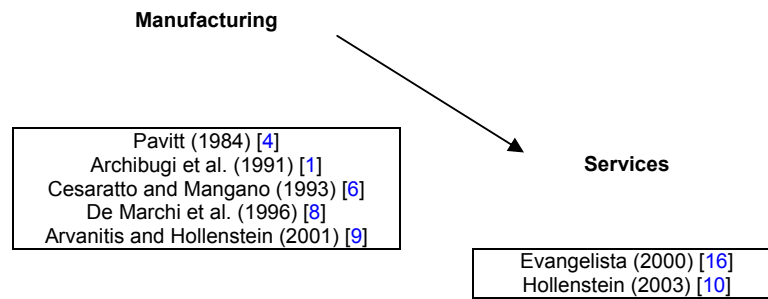 Manufacturing
Pavitt (1984) [4]
Archibugi et al. (1991) [1]
Cesaratto and Mangano (1993) [6]
De Marchi et al. (1996) [8]
Arvanitis and Hollenstein (2001) [9]
Services
Evangelista (2000) [16]
Hollenstein (2003) [10]